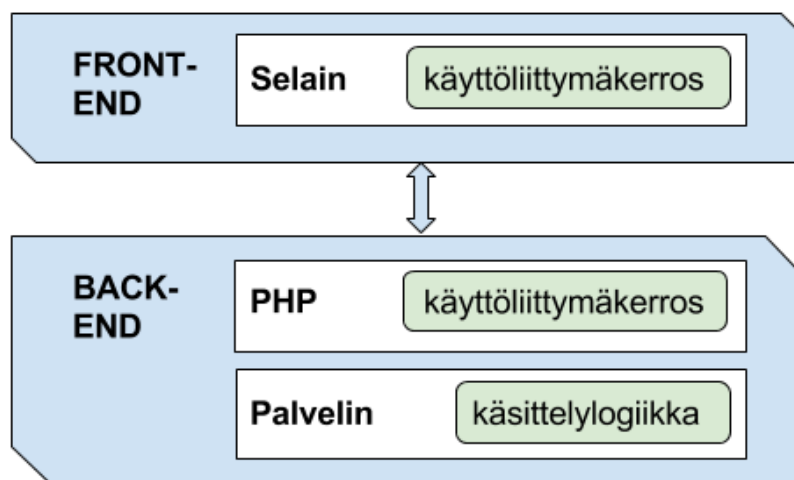 FRONT-
END
Selain
käyttöliittymäkerros
BACK-
END
PHP
käyttöliittymäkerros
Palvelin
käsittelylogiikka